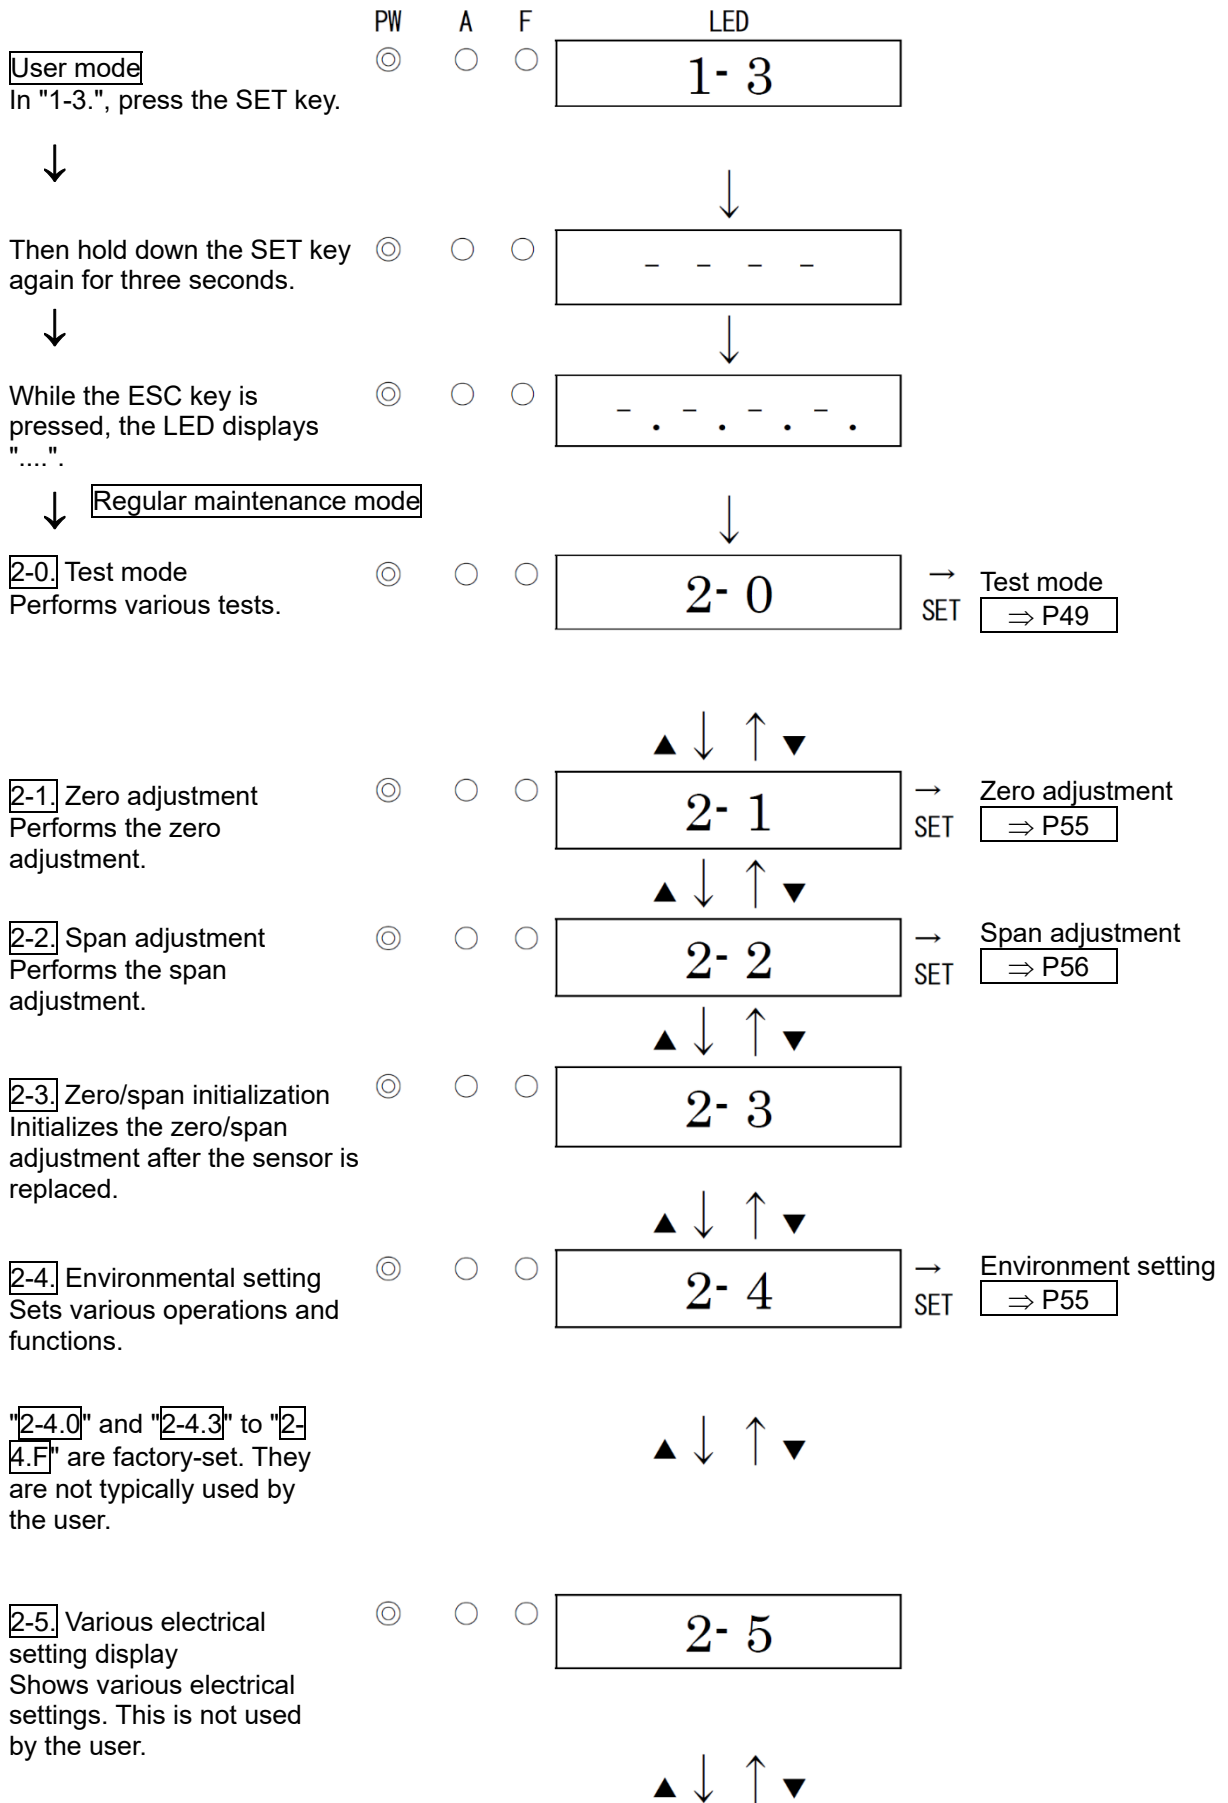 PW A F LED
User mode
In "1-3.", press the SET key.
1- 3
↓
↓
Then hold down the SET key
again for three seconds.
◎ ○ ○
- - - -
↓
↓
While the ESC key is
pressed, the LED displays
"....".
◎ ○ ○
-. -. -. -.
↓ Regular maintenance mode
↓
2-0. Test mode
Performs various tests.
◎ ○ ○
2- 0
→
SET
Test mode
⇒ P49
▲ ↓ ↑ ▼
2-1. Zero adjustment
Performs the zero
adjustment.
◎ ○ ○
2- 1
→
SET
Zero adjustment
⇒ P55
▲ ↓ ↑ ▼
2-2. Span adjustment
Performs the span
adjustment.
◎ ○ ○
2- 2
→
SET
Span adjustment
⇒ P56
▲ ↓ ↑ ▼
2-3. Zero/span initialization
Initializes the zero/span
adjustment after the sensor is
replaced.
◎ ○ ○
2- 3
▲ ↓ ↑ ▼
2-4. Environmental setting
Sets various operations and
functions.
◎ ○ ○
2- 4
→
SET
Environment setting
⇒ P55
"2-4.0" and "2-4.3" to "2-
4.F" are factory-set. They
are not typically used by
the user.
▲ ↓ ↑ ▼
2-5. Various electrical
setting display
Shows various electrical
settings. This is not used
by the user.
◎ ○ ○
2- 5
▲ ↓ ↑ ▼